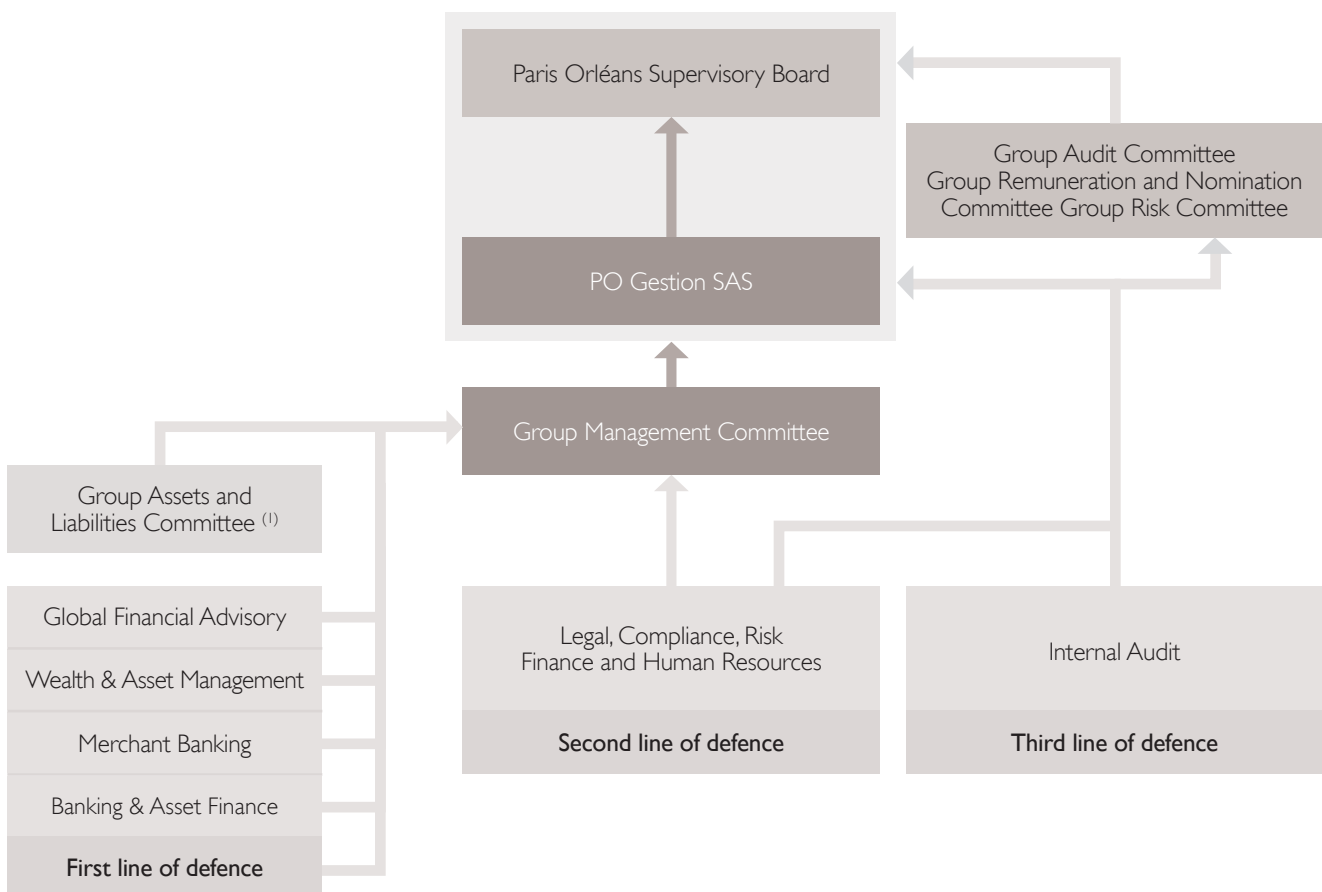 Paris Orléans Supervisory Board
Group Audit Committee
Group Remuneration and Nomination
Committee Group Risk Committee
PO Gestion SAS
Group Management Committee
Group Assets and
Liabilities Committee (1)
Global Financial Advisory
Wealth & Asset Management
Merchant Banking
Banking & Asset Finance
First line of defence
Legal, Compliance, Risk
Finance and Human Resources
Second line of defence
Internal Audit
Third line of defence